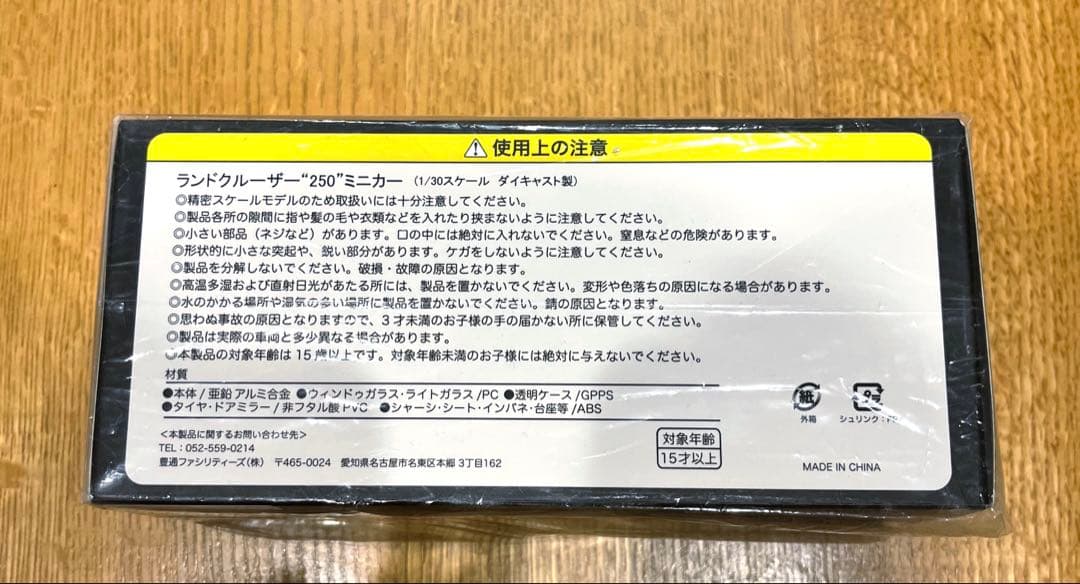 ⚠ 使用上の注意
ランドクルーザー“250”ミニカー (1/30スケール ダイキャスト製)
◎精密スケールモデルのため取扱いには十分注意してください。
◎製品各所の隙間に指や髪の毛や衣類などを入れたり挟まないように注意してください。
◎小さい部品（ネジなど）があります。口の中には絶対に入れないでください。窒息などの危険があります。
◎形状的に小さな突起や、鋭い部分があります。ケガをしないように注意してください。
◎製品を分解しないでください。破損・故障の原因となります。
◎高温多湿および直射日光があたる所には、製品を置かないでください。変形や色落ちの原因になる場合があります。
◎水のかかる場所や湿気の多い場所に製品を置かないでください。錆の原因となります。
◎思わぬ事故の原因となりますので、3才未満のお子様の手の届かない所に保管してください。
◎製品は実際の車両と多少異なる場合があります。
◎本製品の対象年齢は15歳以上です。対象年齢未満のお子様には絶対に与えないでください。
材質
●本体/亜鉛 アルミ合金 ●ウィンドゥガラス・ライトガラス/PC ●透明ケース/GPPS
●タイヤ・ドアミラー/非フタル酸PVC ●シャーシ・シート・インパネ・台座等/ABS
紙
外箱
プラ
シュリンク:PE
<本製品に関するお問い合わせ先>
TEL：052-559-0214
豊通ファシリティーズ(株) 〒465-0024 愛知県名古屋市名東区本郷3丁目162
対象年齢
15才以上
MADE IN CHINA